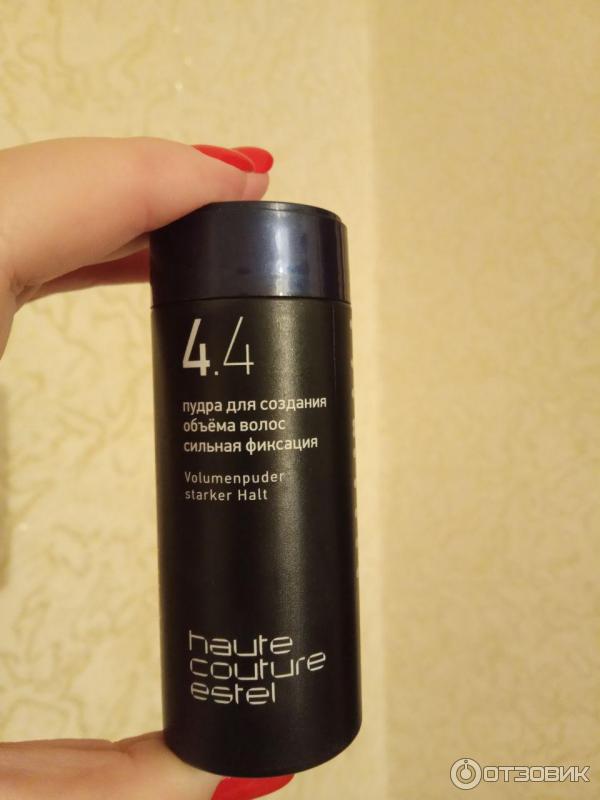 4.4
пудра для создания
объёма волос
сильная фиксация
Volumenpuder
starker Halt
haute
couture
estel
ОТЗОВИК